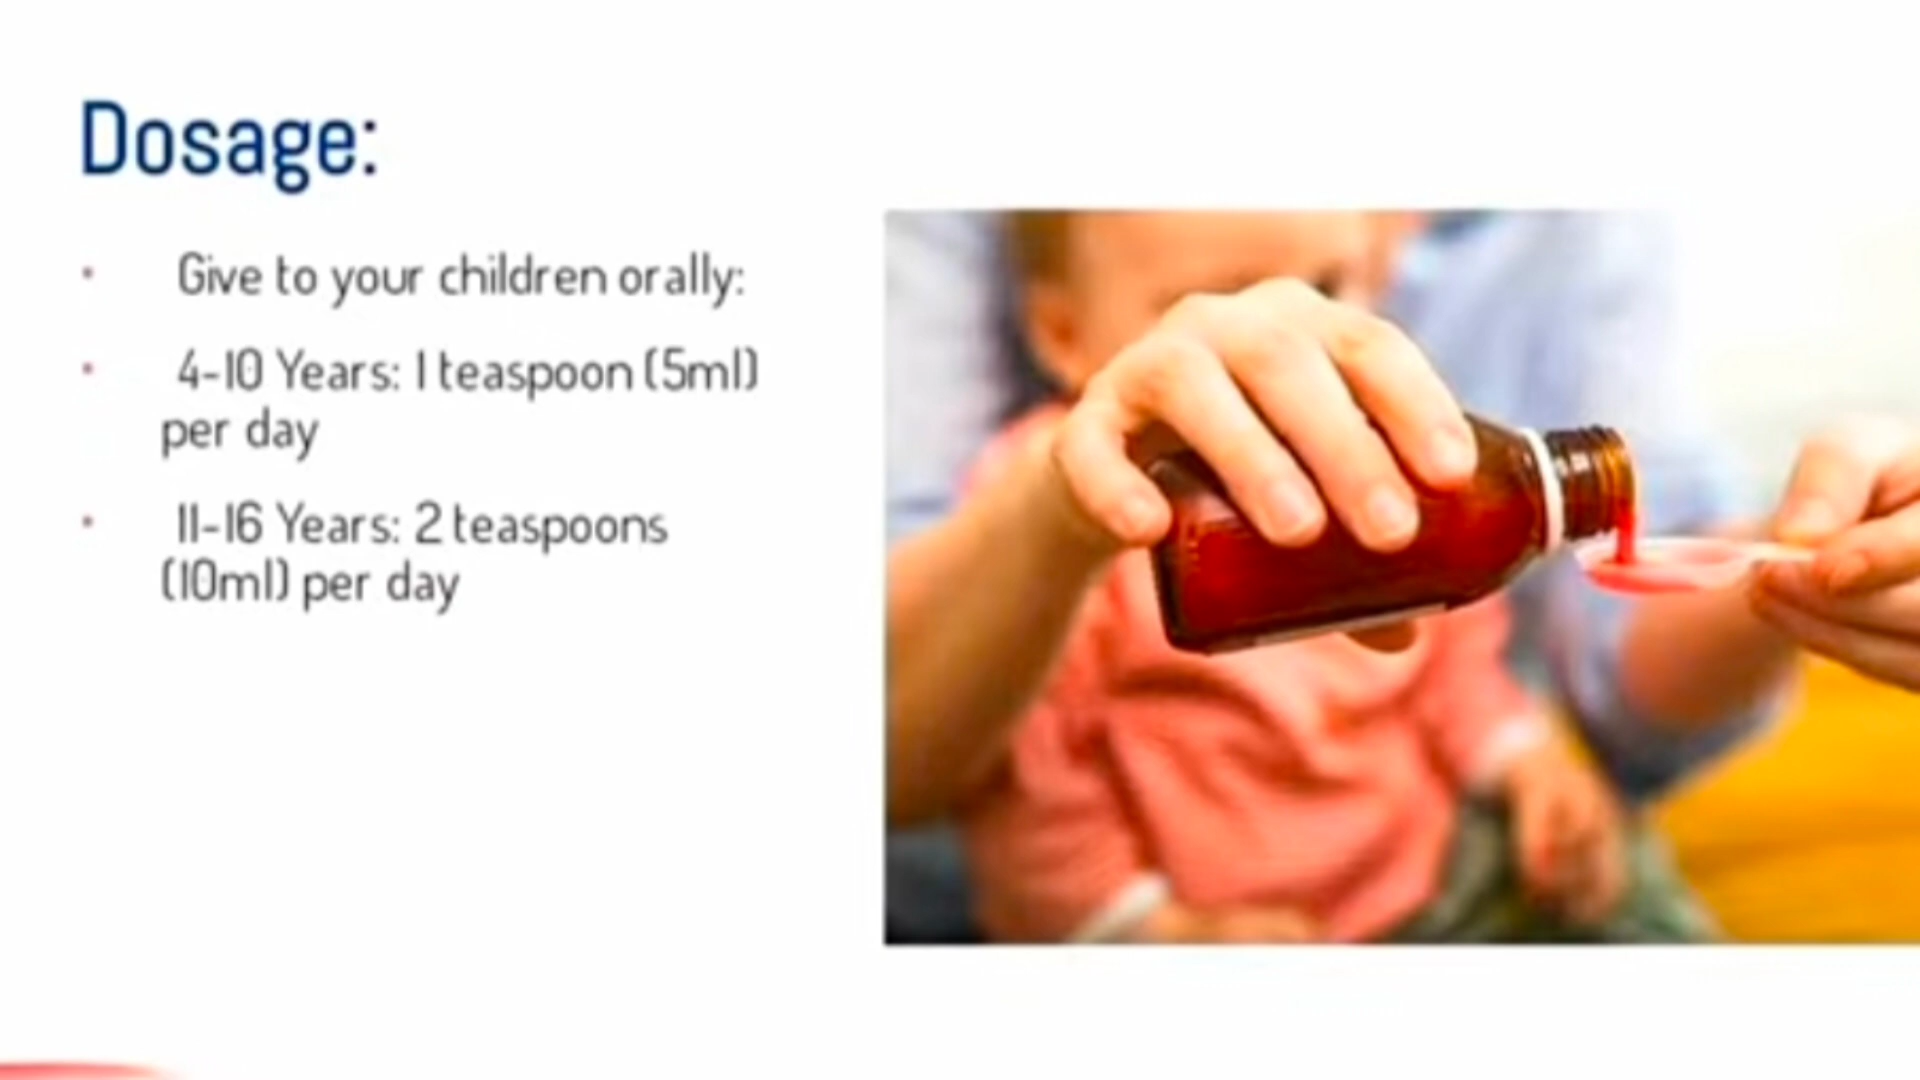 Dosage:
Give to your children orally:
4-10 Years: 1 teaspoon (5ml)
per day
11-16 Years: 2 teaspoons
(10ml) per day